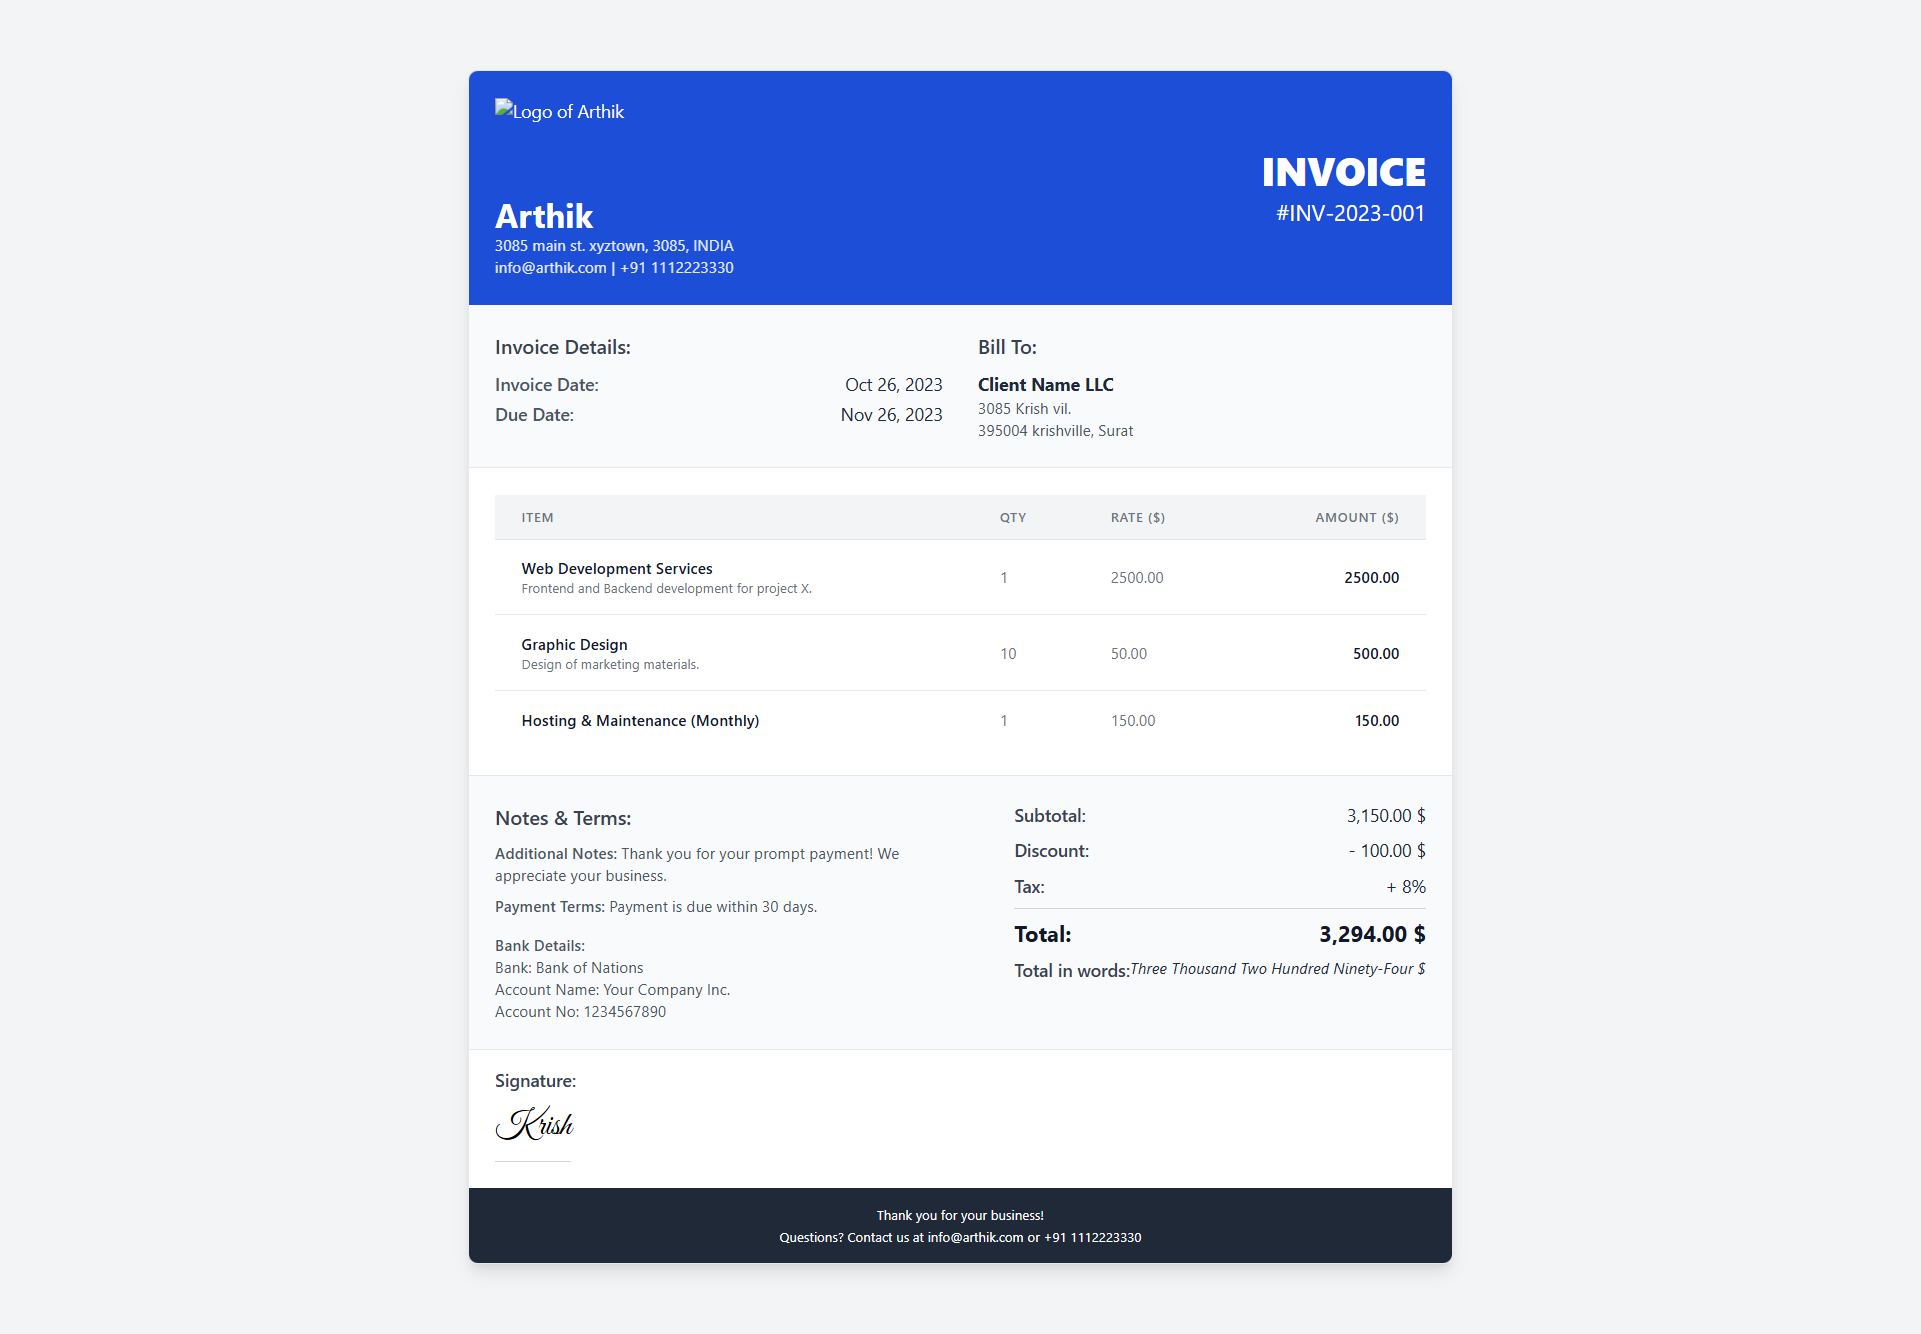 Logo of Arthik
INVOICE
#INV-2023-001
Arthik
3085 main st. xyztown, 3085, INDIA
info@arthik.com | +91 1112223330
Invoice Details:
Invoice Date: Oct 26, 2023
Due Date: Nov 26, 2023
Bill To:
Client Name LLC
3085 Krish vil.
395004 krishville, Surat
ITEM QTY RATE ($) AMOUNT ($)
Web Development Services
Frontend and Backend development for project X.
1 2500.00 2500.00
Graphic Design
Design of marketing materials.
10 50.00 500.00
Hosting & Maintenance (Monthly) 1 150.00 150.00
Notes & Terms:
Additional Notes: Thank you for your prompt payment! We
appreciate your business.
Payment Terms: Payment is due within 30 days.
Bank Details:
Bank: Bank of Nations
Account Name: Your Company Inc.
Account No: 1234567890
Subtotal: 3,150.00 $
Discount: - 100.00 $
Tax: + 8%
Total: 3,294.00 $
Total in words:Three Thousand Two Hundred Ninety-Four $
Signature:
Krish
Thank you for your business!
Questions? Contact us at info@arthik.com or +91 1112223330